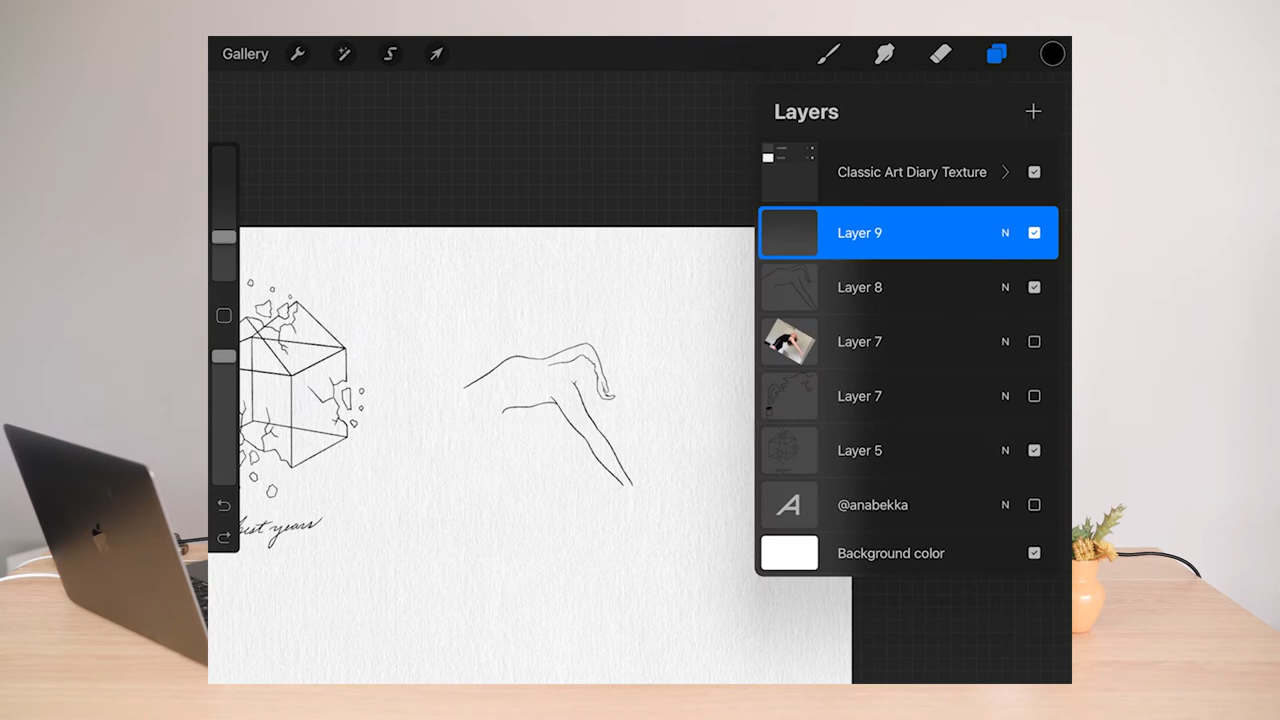 Gallery
Layers
Classic Art Diary Texture
Layer 9 N
Layer 8 N
Layer 7 N
Layer 7 N
Layer 5 N
A @anabekka N
Background color
best years